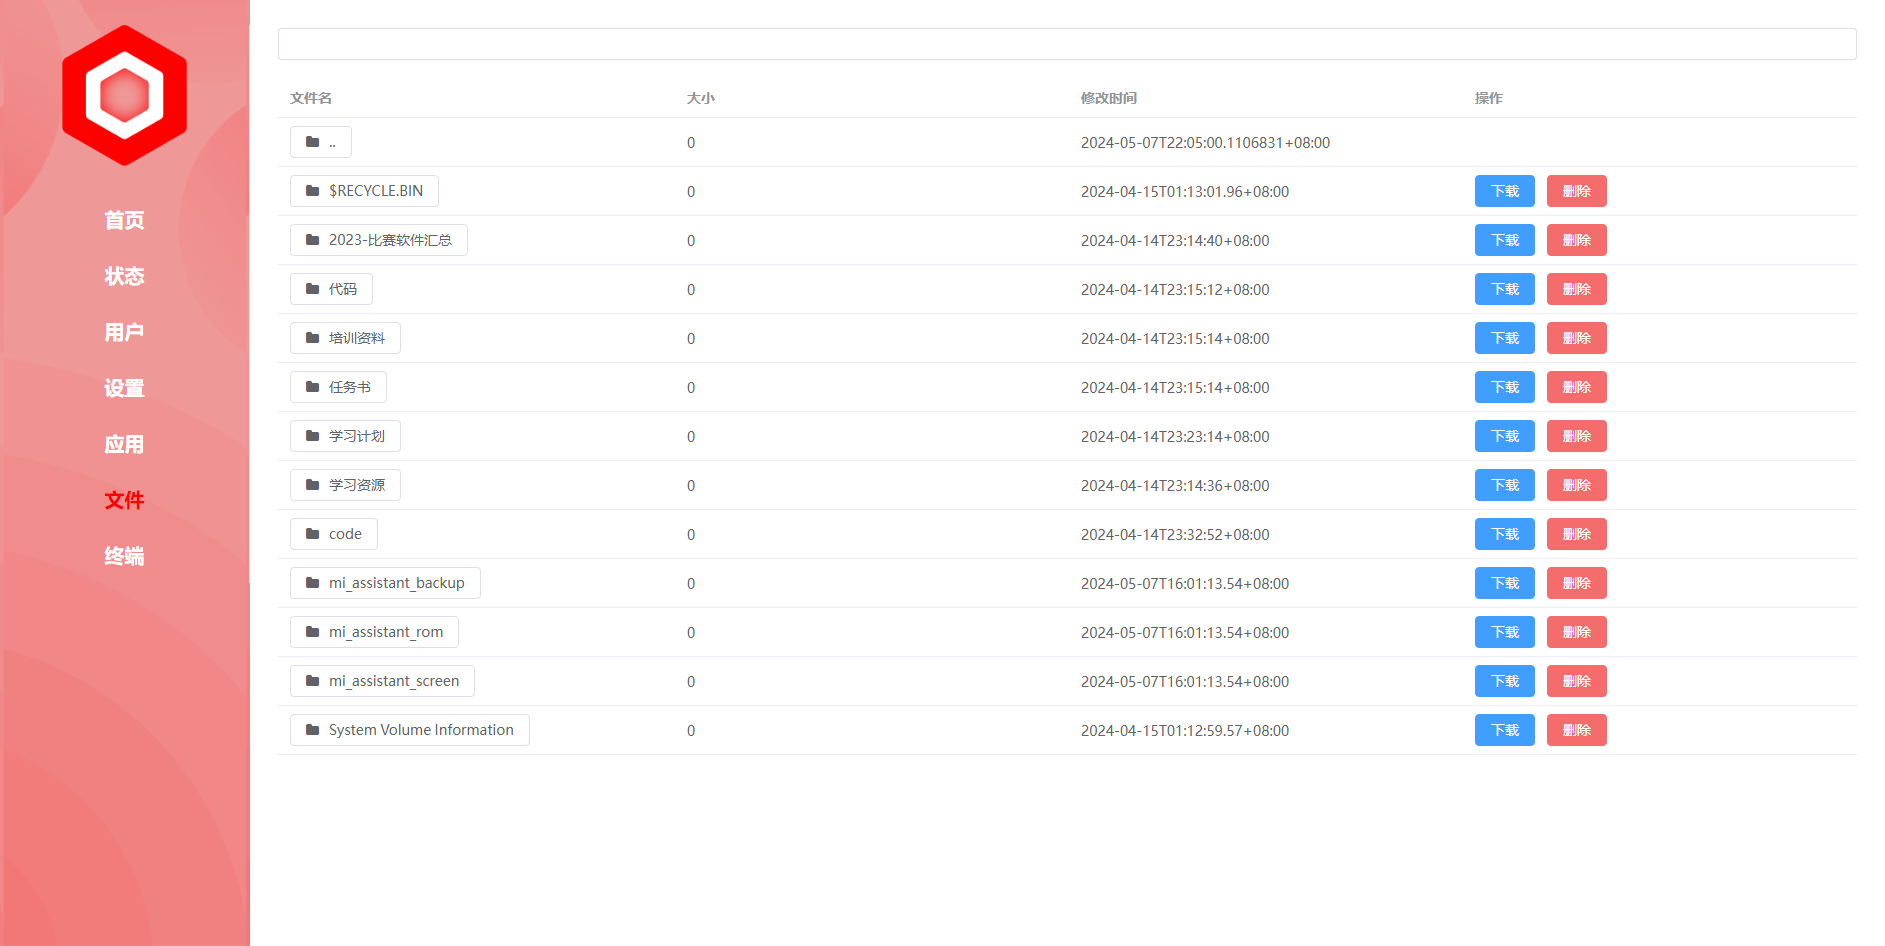 首页
状态
用户
设置
应用
文件
终端
文件名 大小 修改时间 操作
.. 0 2024-05-07T22:05:00.1106831+08:00
$RECYCLE.BIN 0 2024-04-15T01:13:01.96+08:00 下载 删除
2023-比赛软件汇总 0 2024-04-14T23:14:40+08:00 下载 删除
代码 0 2024-04-14T23:15:12+08:00 下载 删除
培训资料 0 2024-04-14T23:15:14+08:00 下载 删除
任务书 0 2024-04-14T23:15:14+08:00 下载 删除
学习计划 0 2024-04-14T23:23:14+08:00 下载 删除
学习资源 0 2024-04-14T23:14:36+08:00 下载 删除
code 0 2024-04-14T23:32:52+08:00 下载 删除
mi_assistant_backup 0 2024-05-07T16:01:13.54+08:00 下载 删除
mi_assistant_rom 0 2024-05-07T16:01:13.54+08:00 下载 删除
mi_assistant_screen 0 2024-05-07T16:01:13.54+08:00 下载 删除
System Volume Information 0 2024-04-15T01:12:59.57+08:00 下载 删除